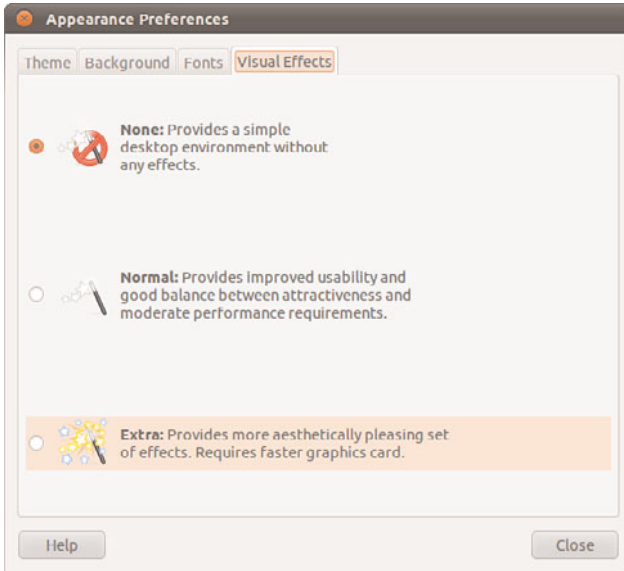 Appearance Preferences
Theme Background Fonts Visual Effects
None: Provides a simple
desktop environment without
any effects.
Normal: Provides improved usability and
good balance between attractiveness and
moderate performance requirements.
Extra: Provides more aesthetically pleasing set
of effects. Requires faster graphics card.
Help Close